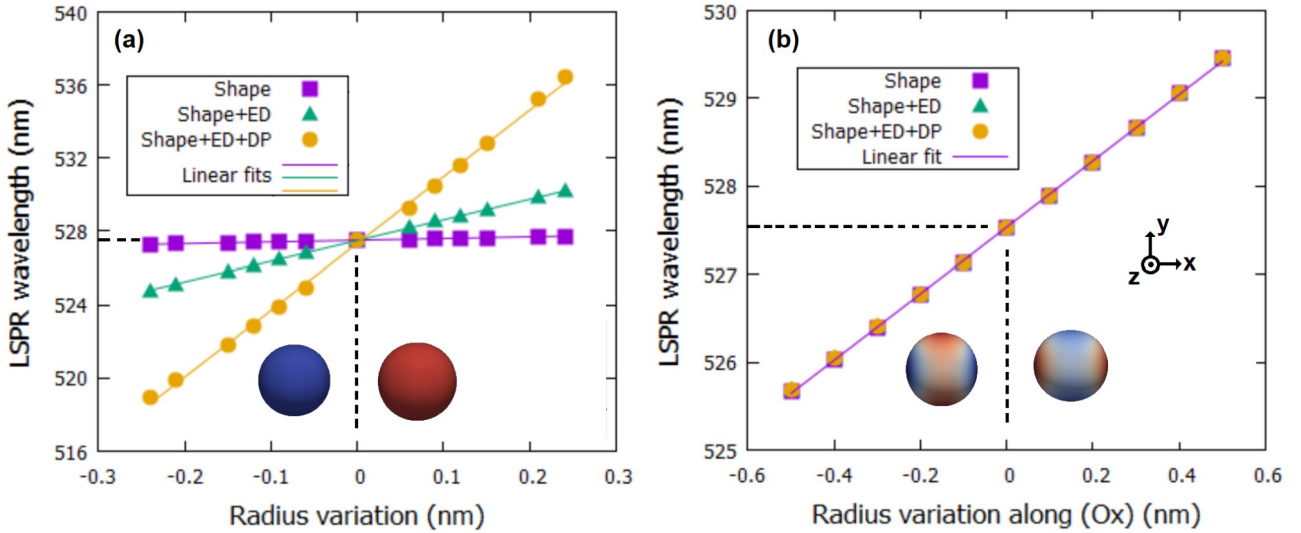 (a)
540
536
532
528
524
520
516
LSPR wavelength (nm)
Shape
Shape+ED
Shape+ED+DP
Linear fits
-0.3
-0.2
-0.1
0
0.1
0.2
0.3
Radius variation (nm)
(b)
530
529
528
527
526
525
LSPR wavelength (nm)
Shape
Shape+ED
Shape+ED+DP
Linear fit
y
z
x
-0.6
-0.4
-0.2
0
0.2
0.4
0.6
Radius variation along (Ox) (nm)